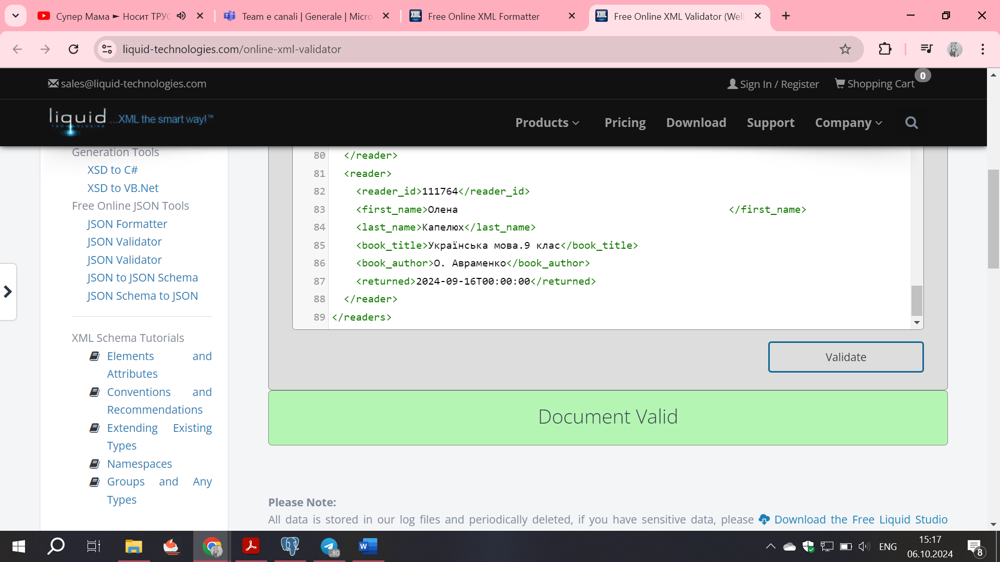 Супер Мама ► Носит ТРУС
Team e canali | Generale | Micro
Free Online XML Formatter
Free Online XML Validator (Well
liquid-technologies.com/online-xml-validator
sales@liquid-technologies.com
Sign In / Register
Shopping Cart
0
liquid
TECHNOLOGIES
...XML the smart way!™
Products
Pricing
Download
Support
Company
Generation Tools
XSD to C#
XSD to VB.Net
Free Online JSON Tools
JSON Formatter
JSON Validator
JSON Validator
JSON to JSON Schema
JSON Schema to JSON
XML Schema Tutorials
Elements and
Attributes
Conventions and
Recommendations
Extending Existing
Types
Namespaces
Groups and Any
Types
80 </reader>
81 <reader>
82 <reader_id>111764</reader_id>
83 <first_name>Олена </first_name>
84 <last_name>Капелюх</last_name>
85 <book_title>Українська мова.9 клас</book_title>
86 <book_author>О. Авраменко</book_author>
87 <returned>2024-09-16T00:00:00</returned>
88 </reader>
89 </readers>
Validate
Document Valid
Please Note:
All data is stored in our log files and periodically deleted, if you have sensitive data, please Download the Free Liquid Studio
..80
ENG
15:17
06.10.2024
8